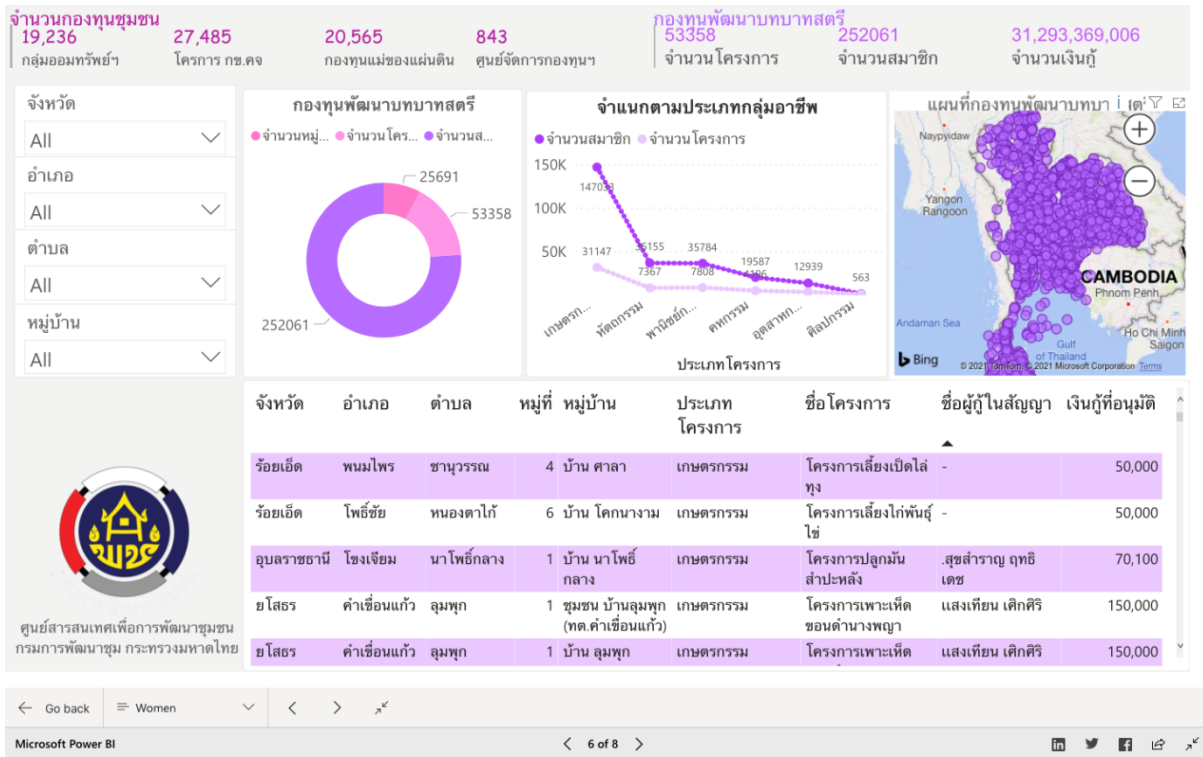 จำนวนกองทุนชุมชน
19,236
กลุ่มออมทรัพย์ฯ
27,485
โครการ กข.คจ
20,565
กองทุนแม่ของแผ่นดิน
843
ศูนย์จัดการกองทุนฯ
กองทุนพัฒนาบทบาทสตรี
53358
จำนวนโครงการ
252061
จำนวนสมาชิก
31,293,369,006
จำนวนเงินกู้
จังหวัด
All
อำเภอ
All
ตำบล
All
หมู่บ้าน
All
กองทุนพัฒนาบทบาทสตรี
จำนวนหมู่... จำนวนโคร... จำนวนส...
25691
53358
252061
จำแนกตามประเภทกลุ่มอาชีพ
จำนวนสมาชิก จำนวนโครงการ
150K
100K
50K
147033
31147
7367
35784
7808
19587
12939
563
เกษตรก... หัตถกรรม พานิชย์ก... คหกรรม อุตสาหก... ศิลปกรรม
ประเภทโครงการ
แผนที่กองทุนพัฒนาบทบา
Naypyidaw
Yangon
Rangoon
CAMBODIA
Phnom Penh
Andaman Sea
Gulf
of Thailand
Ho Chi Minh
Saigon
Bing
© 2021 TomTom, © 2021 Microsoft Corporation Terms
จังหวัด อำเภอ ตำบล หมู่ที่ หมู่บ้าน ประเภทโครงการ ชื่อโครงการ ชื่อผู้กู้ในสัญญา เงินกู้ที่อนุมัติ
ร้อยเอ็ด พนมไพร ชานุวรรณ 4 บ้าน ศาลา เกษตรกรรม โครงการเลี้ยงเป็ดไล่ทุง - 50,000
ร้อยเอ็ด โพธิ์ชัย หนองตาไก้ 6 บ้าน โคกนางาม เกษตรกรรม โครงการเลี้ยงไก่พันธุ์ไข่ - 50,000
อุบลราชธานี โขงเจียม นาโพธิ์กลาง 1 บ้าน นาโพธิ์กลาง เกษตรกรรม โครงการปลูกมันสำปะหลัง .สุขสำราญ ฤทธิเดช 70,100
ยโสธร คำเขื่อนแก้ว ลุมพุก 1 ชุมชน บ้านลุมพุก (ทต.คำเขื่อนแก้ว) เกษตรกรรม โครงการเพาะเห็ดขอนดำนางพญา แสงเทียน เศิกศิริ 150,000
ยโสธร คำเขื่อนแก้ว ลุมพุก 1 บ้าน ลุมพุก เกษตรกรรม โครงการเพาะเห็ด แสงเทียน เศิกศิริ 150,000
พช
ศูนย์สารสนเทศเพื่อการพัฒนาชุมชน
กรมการพัฒนาชุม กระทรวงมหาดไทย
Go back
Women
Microsoft Power BI
6 of 8